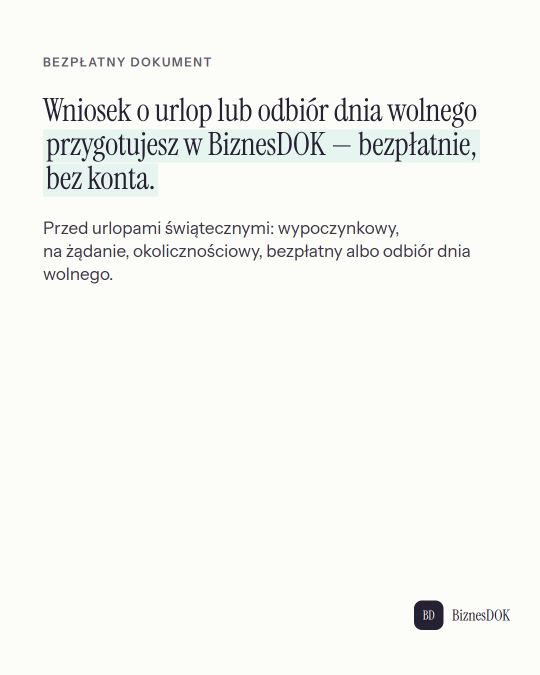 BEZPŁATNY DOKUMENT
Wniosek o urlop lub odbiór dnia wolnego
przygotujesz w BiznesDOK — bezpłatnie,
bez konta.
Przed urlopami świątecznymi: wypoczynkowy,
na żądanie, okolicznościowy, bezpłatny albo odbiór dnia
wolnego.
BD BiznesDOK